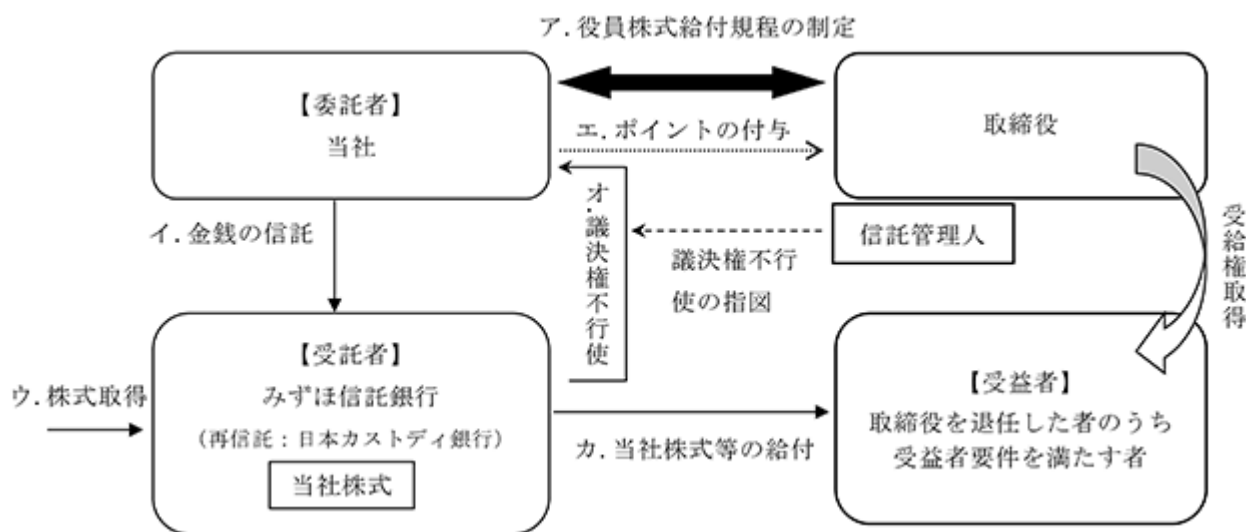 ア．役員株式給付規程の制定
【委託者】
当社
取締役
エ．ポイントの付与
イ．金銭の信託
オ．議決権不行使
信託管理人
議決権不行
使の指図
受給権取得
【受託者】
みずほ信託銀行
（再信託：日本カストディ銀行）
当社株式
ウ．株式取得
カ．当社株式等の給付
【受益者】
取締役を退任した者のうち
受益者要件を満たす者